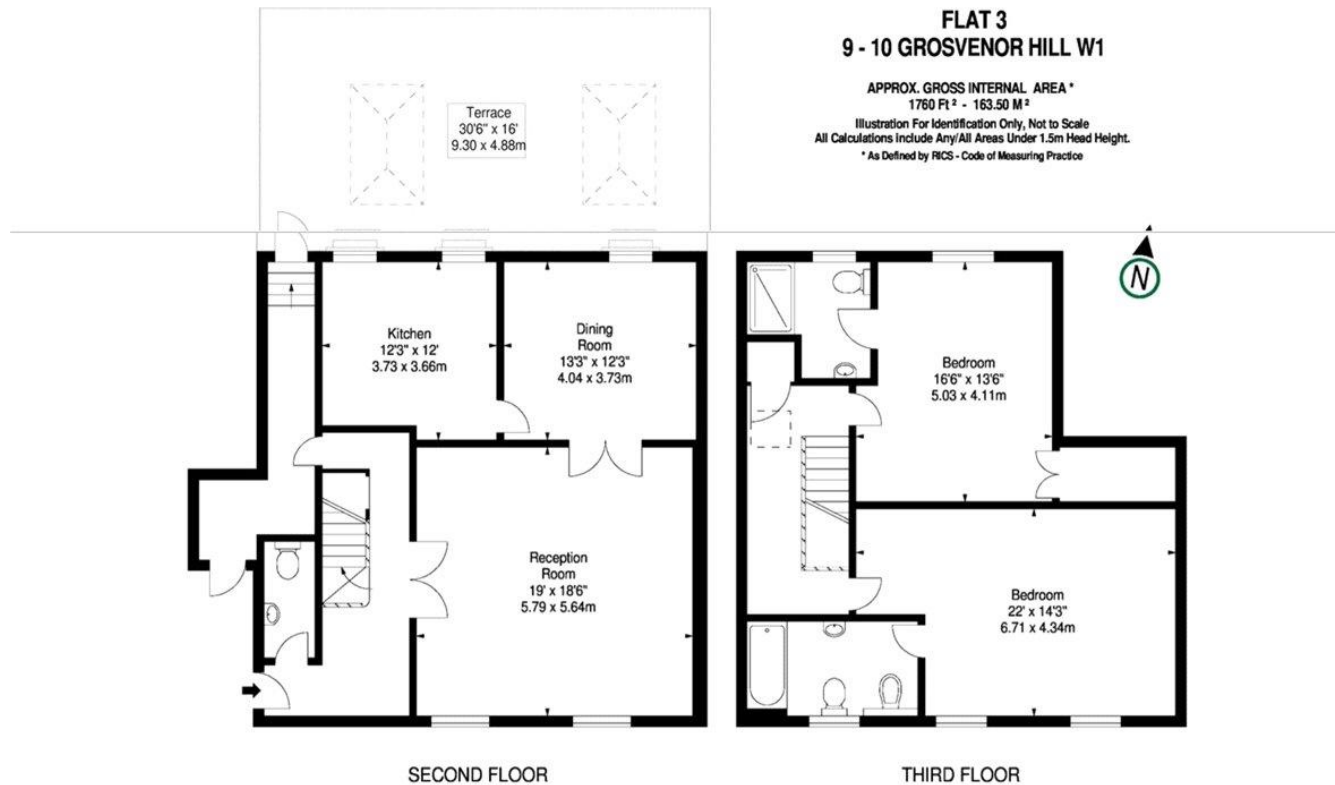 FLAT 3
9 - 10 GROSVENOR HILL W1
APPROX. GROSS INTERNAL AREA *
1760 Ft ² - 163.50 M ²
Illustration For Identification Only, Not to Scale
All Calculations Include Any/All Areas Under 1.5m Head Height.
* As Defined by RICS - Code of Measuring Practice
Terrace
30'6" x 16'
9.30 x 4.88m
N
Kitchen
12'3" x 12'
3.73 x 3.66m
Dining
Room
13'3" x 12'3"
4.04 x 3.73m
Reception
Room
19' x 18'6"
5.79 x 5.64m
Bedroom
16'6" x 13'6"
5.03 x 4.11m
Bedroom
22' x 14'3"
6.71 x 4.34m
SECOND FLOOR
THIRD FLOOR